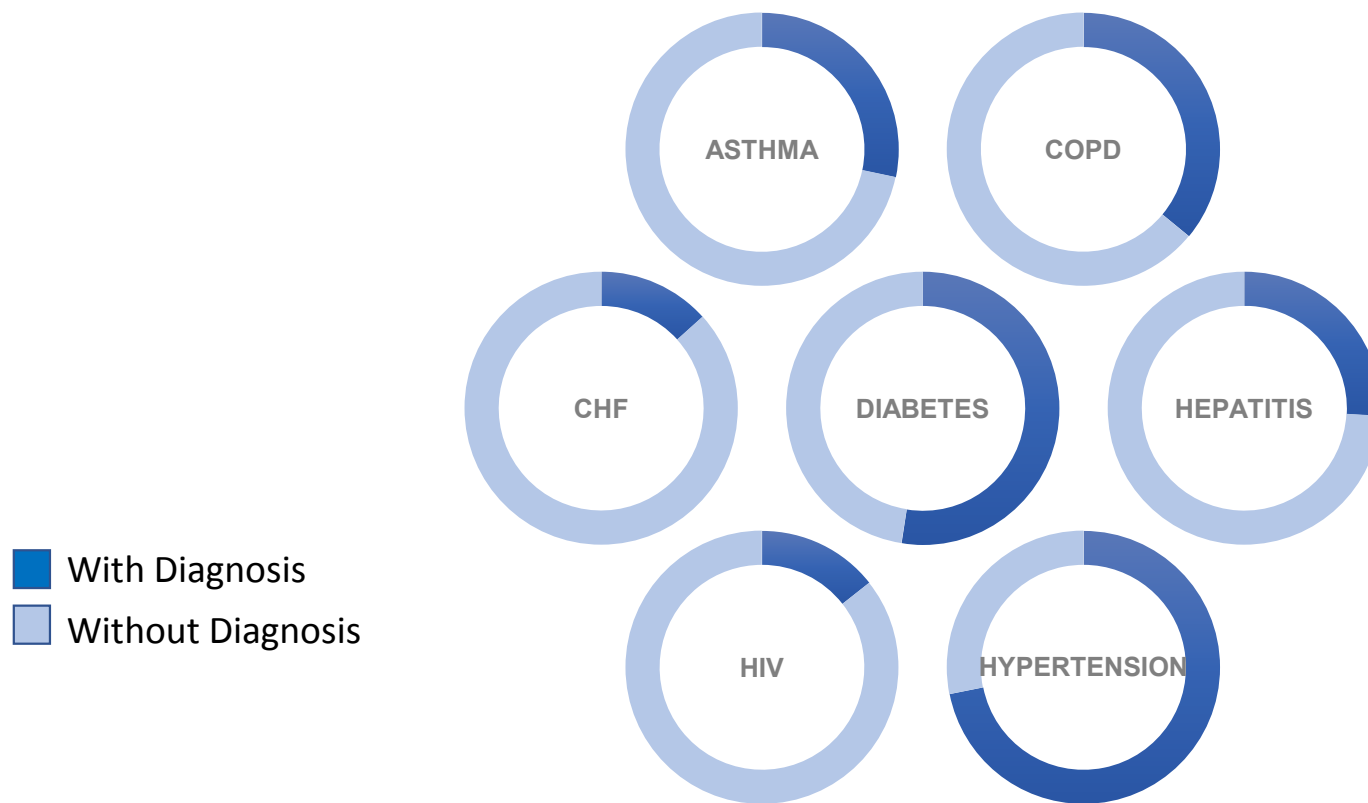 ASTHMA
COPD
CHF
DIABETES
HEPATITIS
With Diagnosis
Without Diagnosis
HIV
HYPERTENSION